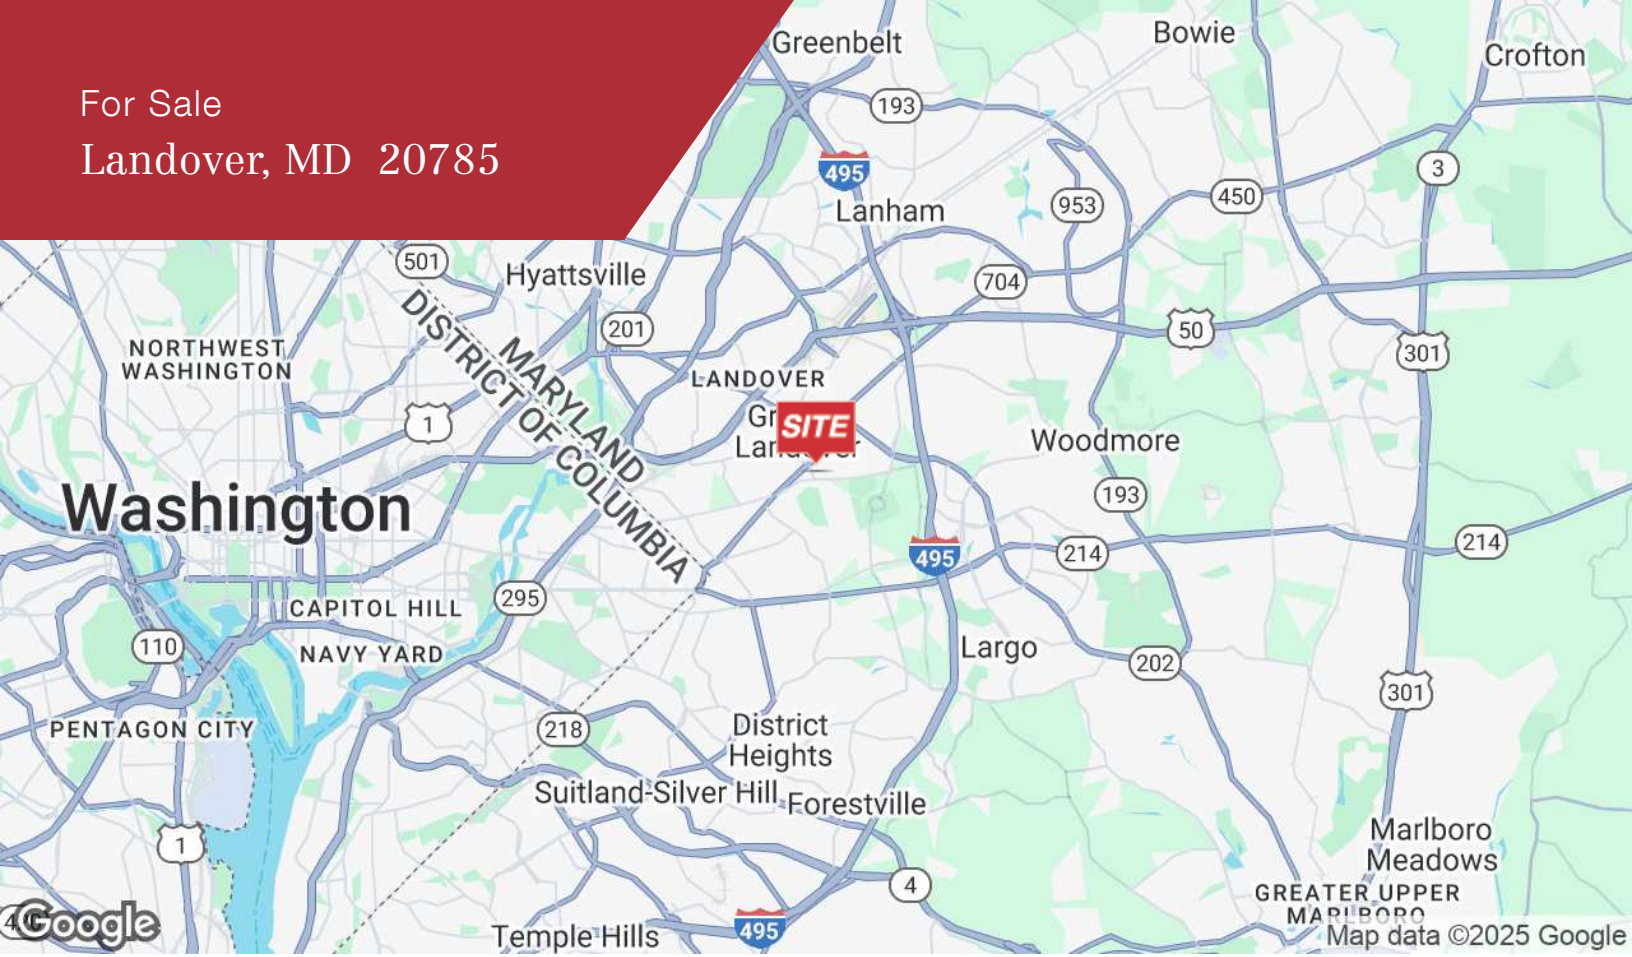 For Sale
Landover, MD 20785
Greenbelt
Bowie
Crofton
193
495
3
Lanham
953
450
501
Hyattsville
704
201
50
NORTHWEST
WASHINGTON
DISTRICT OF COLUMBIA
MARYLAND
301
LANDOVER
1
SITE
Woodmore
Washington
193
495
214
214
295
CAPITOL HILL
110
NAVY YARD
Largo
202
301
PENTAGON CITY
218
District
Heights
Suitland-Silver Hill
Forestville
1
Marlboro
Meadows
4
GREATER UPPER
MARLBORO
Google
Temple Hills
495
Map data ©2025 Google